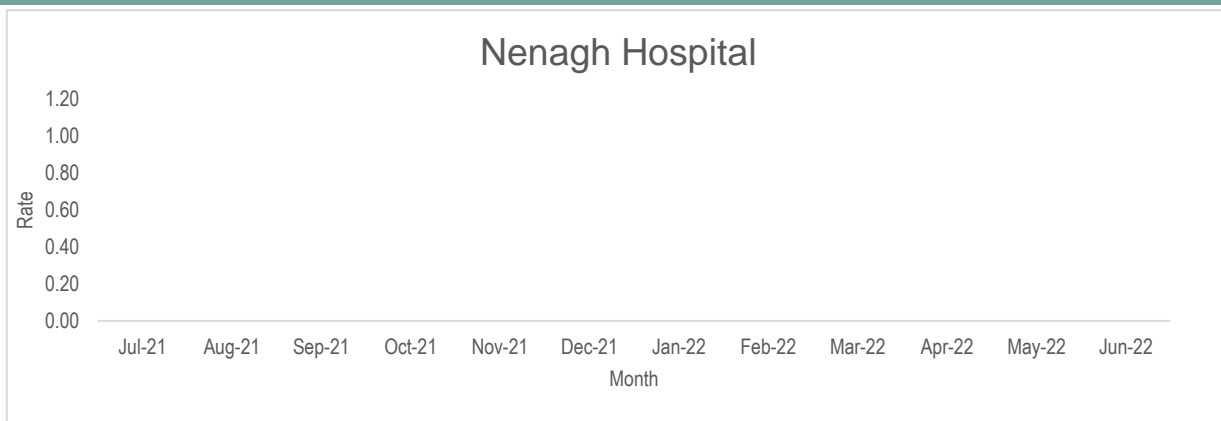 Nenagh Hospital
1.20
1.00
0.80
0.60
0.40
0.20
0.00
Rate
Jul-21 Aug-21 Sep-21 Oct-21 Nov-21 Dec-21 Jan-22 Feb-22 Mar-22 Apr-22 May-22 Jun-22
Month